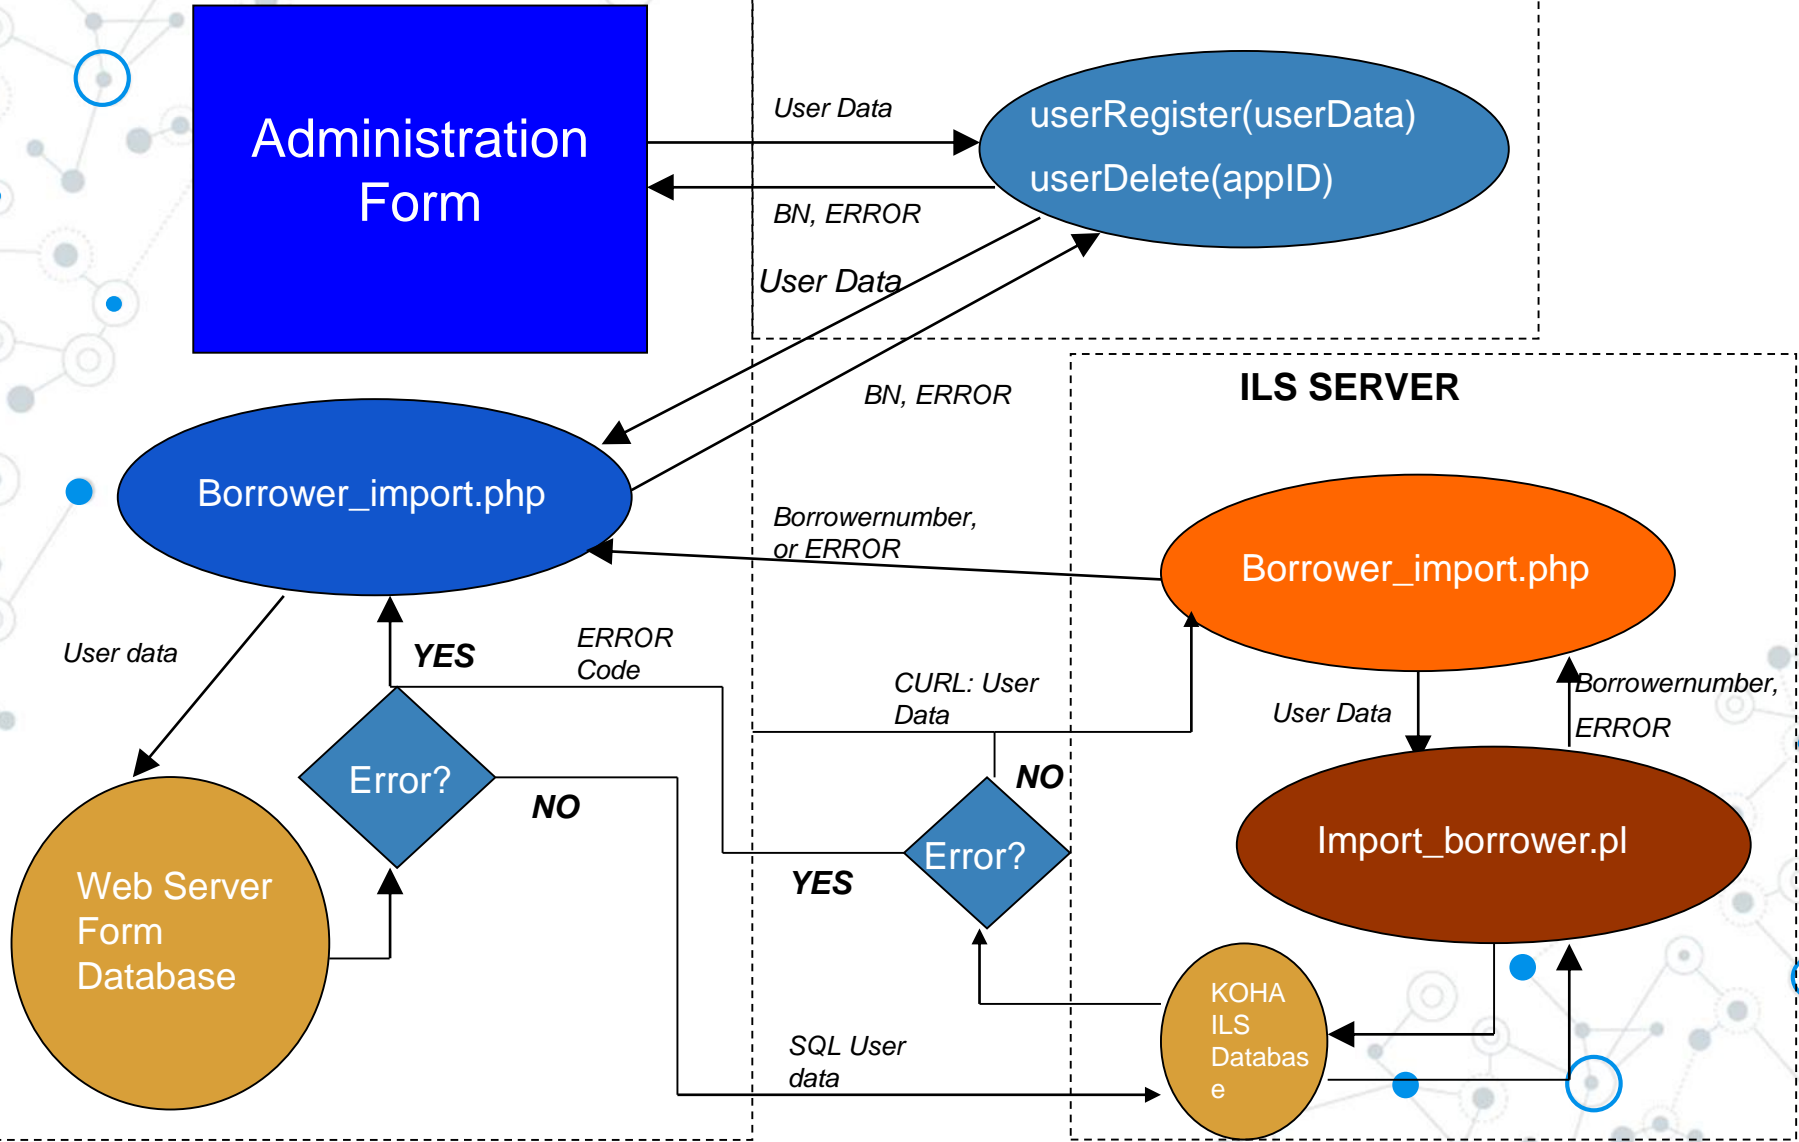 Administration
Form
User Data
userRegister(userData)
userDelete(appID)
BN, ERROR
User Data
BN, ERROR
ILS SERVER
Borrower_import.php
Borrowernumber,
or ERROR
Borrower_import.php
User data
YES
ERROR
Code
CURL: User
Data
User Data
Borrowernumber,
ERROR
Error?
NO
NO
Error?
YES
Import_borrower.pl
Web Server
Form
Database
KOHA
ILS
Databas
e
SQL User
data